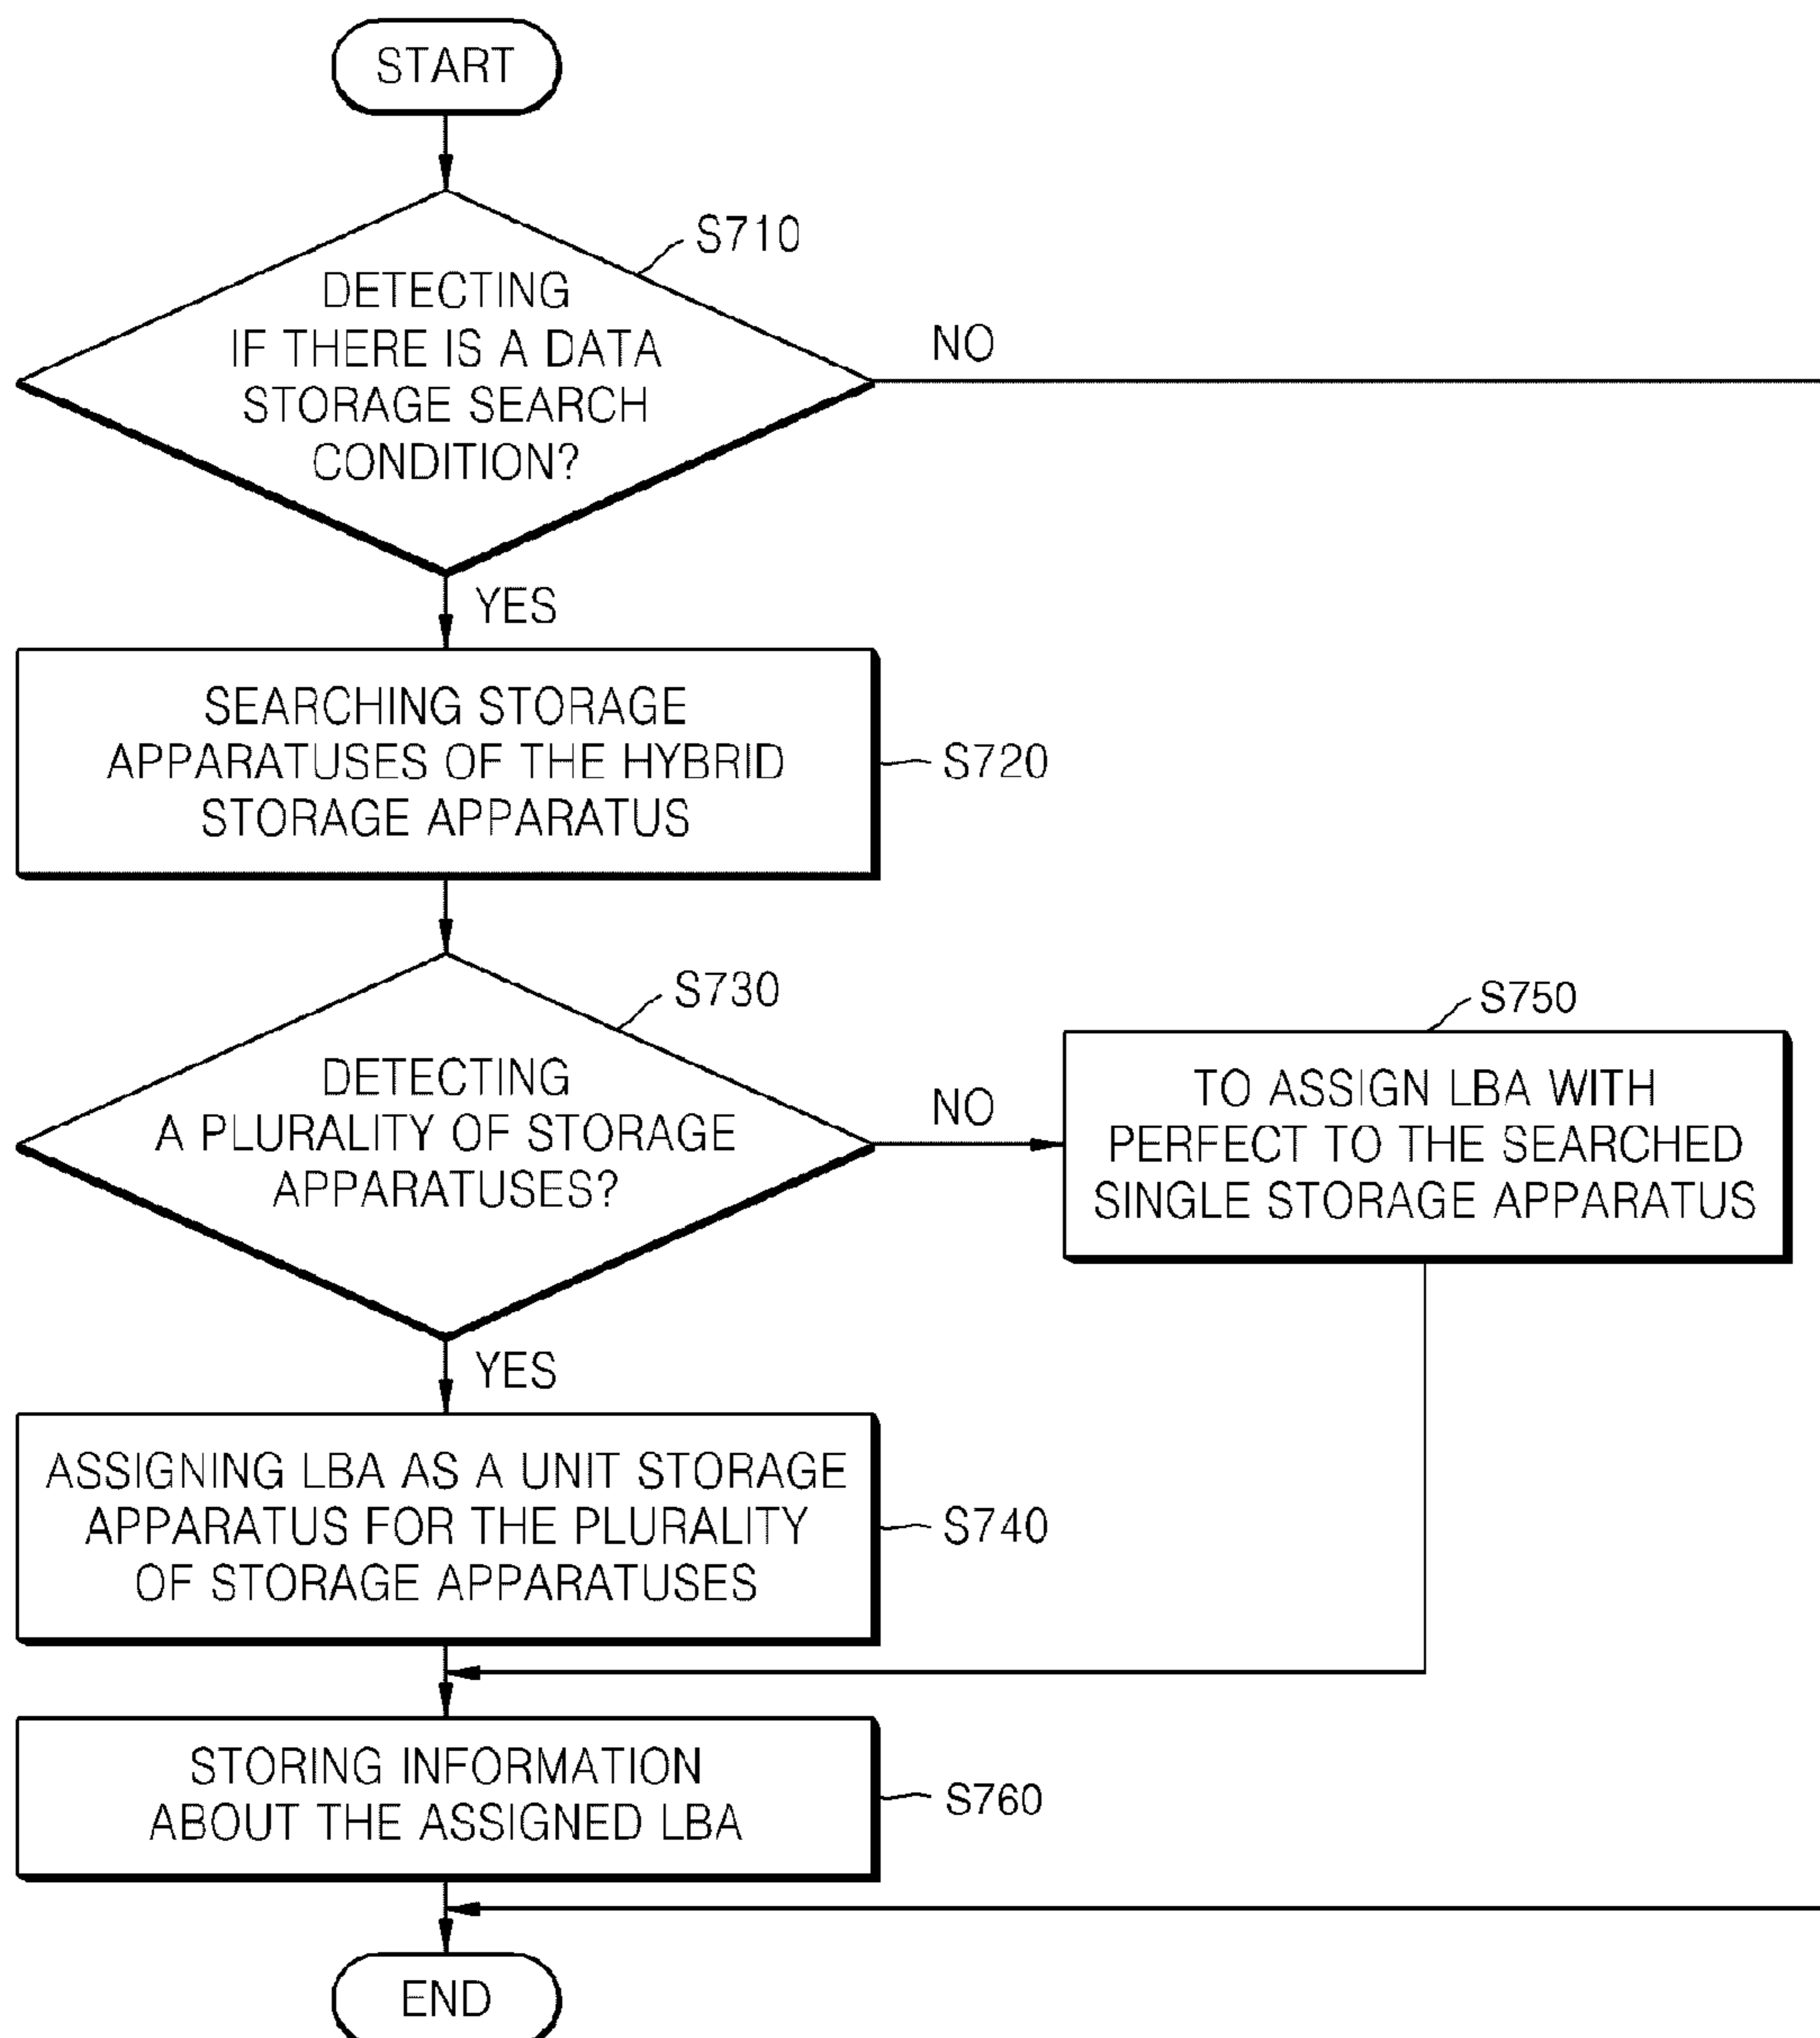 START
S710
DETECTING
IF THERE IS A DATA
STORAGE SEARCH
CONDITION?
NO
YES
SEARCHING STORAGE
APPARATUSES OF THE HYBRID
STORAGE APPARATUS
S720
S730
DETECTING
A PLURALITY OF STORAGE
APPARATUSES?
NO
S750
TO ASSIGN LBA WITH
PERFECT TO THE SEARCHED
SINGLE STORAGE APPARATUS
YES
ASSIGNING LBA AS A UNIT STORAGE
APPARATUS FOR THE PLURALITY
OF STORAGE APPARATUSES
S740
STORING INFORMATION
ABOUT THE ASSIGNED LBA
S760
END